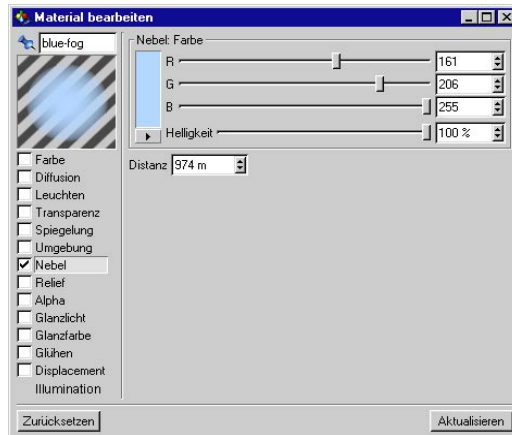 Material bearbeiten
blue-fog
Nebel: Farbe
R 161
G 206
B 255
Helligkeit 100 %
Distanz 974 m
Farbe
Diffusion
Leuchten
Transparenz
Spiegelung
Umgebung
Nebel
Relief
Alpha
Glanzlicht
Glanzfarbe
Glühen
Displacement
Illumination
Zurücksetzen
Aktualisieren